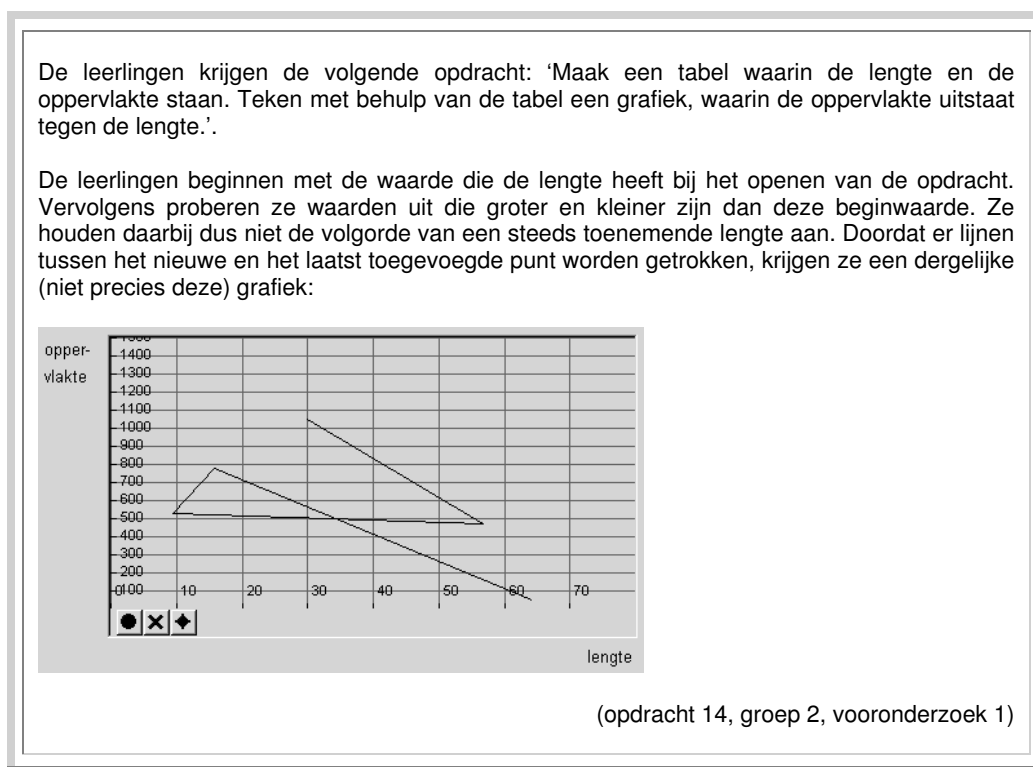 De leerlingen krijgen de volgende opdracht: ‘Maak een tabel waarin de lengte en de
oppervlakte staan. Teken met behulp van de tabel een grafiek, waarin de oppervlakte uitstaat
tegen de lengte.’.
De leerlingen beginnen met de waarde die de lengte heeft bij het openen van de opdracht.
Vervolgens proberen ze waarden uit die groter en kleiner zijn dan deze beginwaarde. Ze
houden daarbij dus niet de volgorde van een steeds toenemende lengte aan. Doordat er lijnen
tussen het nieuwe en het laatst toegevoegde punt worden getrokken, krijgen ze een dergelijke
(niet precies deze) grafiek:
opper-
vlakte
1500
1400
1300
1200
1100
1000
900
800
700
600
500
400
300
200
100
0 10 20 30 40 50 60 70
lengte
(opdracht 14, groep 2, vooronderzoek 1)